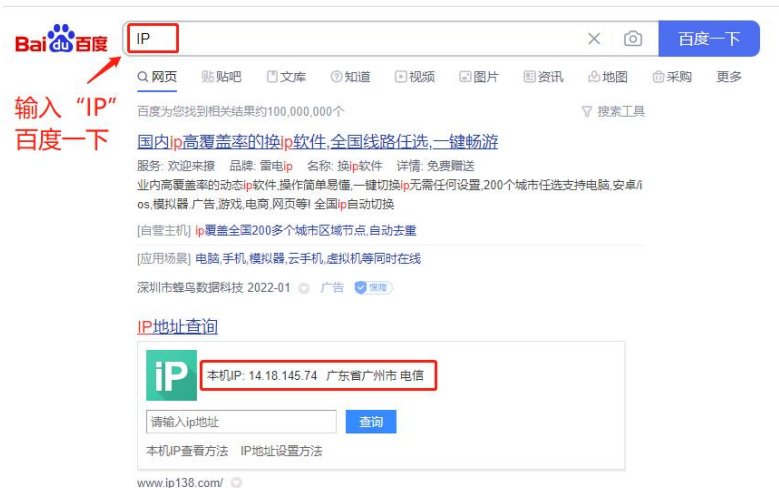 Bai du 百度
IP
百度一下
网页 贴吧 文库 知道 视频 图片 资讯 地图 采购 更多
输入“IP”
百度一下
百度为您找到相关结果约100,000,000个
搜索工具
国内ip高覆盖率的换ip软件,全国线路任选,一键畅游
服务: 欢迎来撩 品牌: 雷电ip 名称: 换ip软件 详情: 免费赠送
业内高覆盖率的动态ip软件,操作简单易懂,一键切换ip无需任何设置,200个城市任选支持电脑,安卓/i
os,模拟器.广告,游戏,电商,网页等! 全国ip自动切换
[自营主机] ip覆盖全国200多个城市区域节点,自动去重
[应用场景] 电脑,手机,模拟器,云手机,虚拟机等同时在线
深圳市蜂鸟数据科技 2022-01 广告 保障
IP地址查询
iP
本机IP: 14.18.145.74 广东省广州市 电信
请输入ip地址
查询
本机IP查看方法 IP地址设置方法
www.ip138.com/